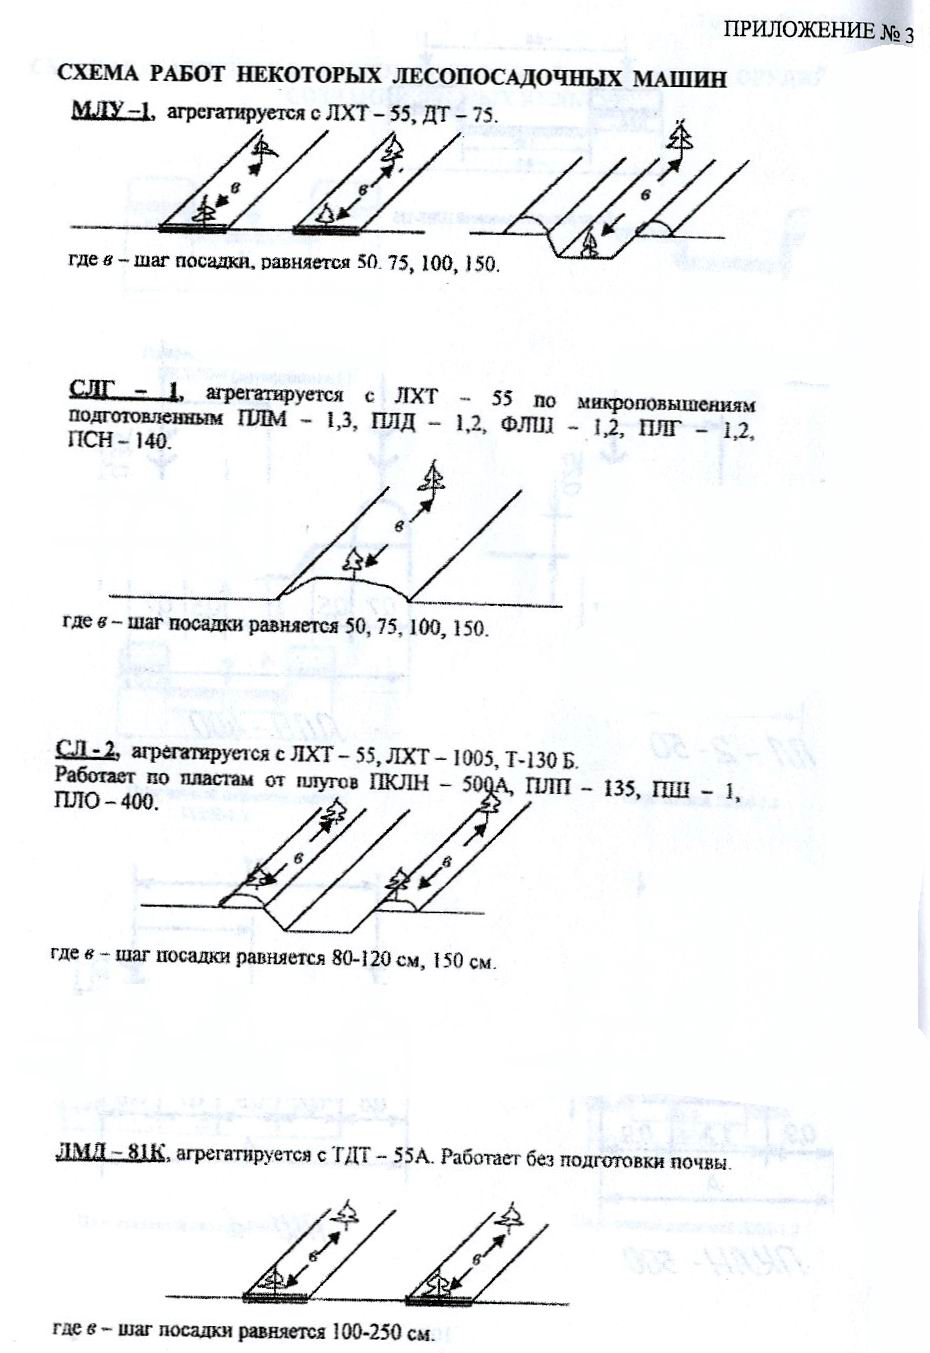 ПРИЛОЖЕНИЕ № 3
СХЕМА РАБОТ НЕКОТОРЫХ ЛЕСОПОСАДОЧНЫХ МАШИН
МЛУ –1, агрегатируется с ЛХТ – 55, ДТ – 75.
в
в
в
где в – шаг посадки, равняется 50. 75, 100, 150.
СЛГ – 1, агрегатируется с ЛХТ – 55 по микроповышениям
подготовленным ПЛМ – 1,3, ПЛД – 1,2, ФЛШ – 1,2, ПЛГ – 1,2,
ПСН – 140.
в
где в – шаг посадки равняется 50, 75, 100, 150.
СЛ - 2, агрегатируется с ЛХТ – 55, ЛХТ – 1005, Т-130 Б.
Работает по пластам от плугов ПКЛН – 500А, ПЛП – 135, ПШ – 1,
ПЛО – 400.
в
в
где в – шаг посадки равняется 80-120 см, 150 см.
ЛМД – 81К, агрегатируется с ТДТ – 55А. Работает без подготовки почвы.
в
в
где в – шаг посадки равняется 100-250 см.